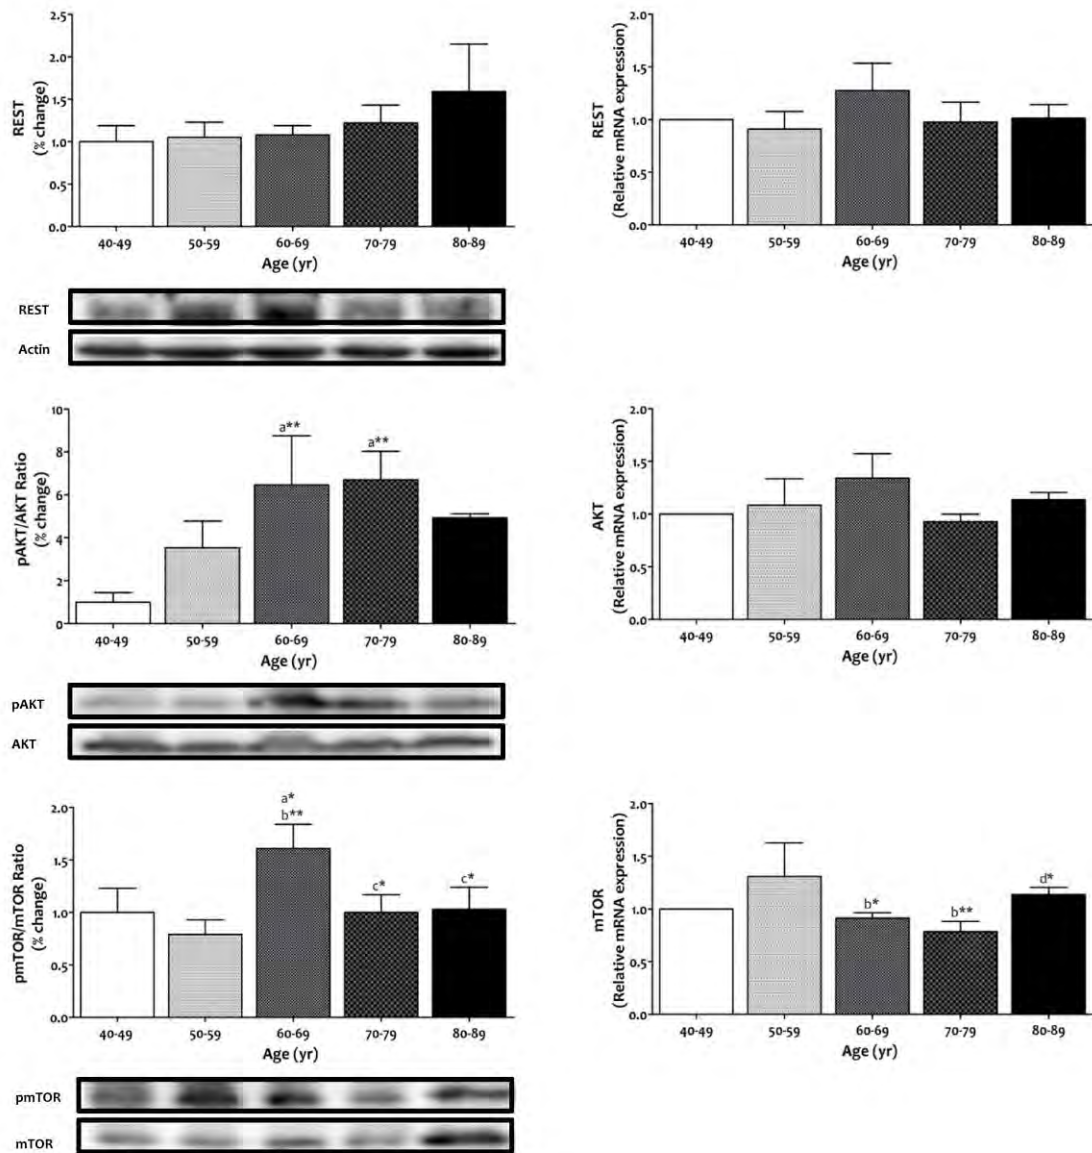 REST
(% change)
2.5
2.0
1.5
1.0
0.5
0.0
40-49 50-59 60-69 70-79 80-89
Age (yr)
REST
Actin
REST
(Relative mRNA expression)
2.0
1.5
1.0
0.5
0.0
40-49 50-59 60-69 70-79 80-89
Age (yr)
pAKT/AKT Ratio
(% change)
10
8
6
4
2
0
a** a**
40-49 50-59 60-69 70-79 80-89
Age (yr)
pAKT
AKT
AKT
(Relative mRNA expression)
2.0
1.5
1.0
0.5
0.0
40-49 50-59 60-69 70-79 80-89
Age (yr)
pmTOR/mTOR Ratio
(% change)
2.0
1.5
1.0
0.5
0.0
a*
b**
c* c*
40-49 50-59 60-69 70-79 80-89
Age (yr)
pmTOR
mTOR
mTOR
(Relative mRNA expression)
2.0
1.5
1.0
0.5
0.0
b* b** d*
40-49 50-59 60-69 70-79 80-89
Age (yr)